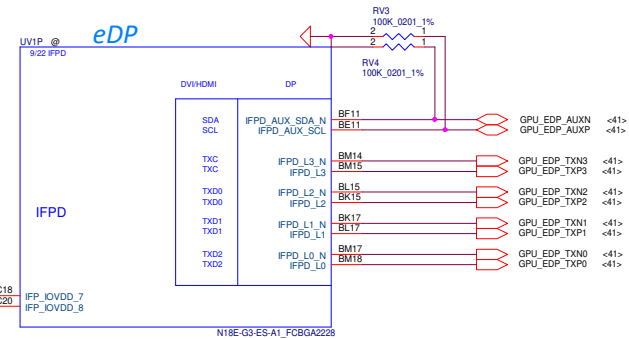 RV3
100K_0201_1%
2 1
2 1
RV4
100K_0201_1%
eDP
UV1P @
9/22 IFPD
DVI/HDMI DP
SDA IFPD_AUX_SDA_N BF11 GPU_EDP_AUXN <41>
SCL IFPD_AUX_SCL BE11 GPU_EDP_AUXP <41>
TXC IFPD_L3_N BM14 GPU_EDP_TXN3 <41>
TXC IFPD_L3 BM15 GPU_EDP_TXP3 <41>
TXD0 IFPD_L2_N BL15 GPU_EDP_TXN2 <41>
TXD0 IFPD_L2 BK15 GPU_EDP_TXP2 <41>
IFPD
TXD1 IFPD_L1_N BK17 GPU_EDP_TXN1 <41>
TXD1 IFPD_L1 BL17 GPU_EDP_TXP1 <41>
TXD2 IFPD_L0_N BM17 GPU_EDP_TXN0 <41>
TXD2 IFPD_L0 BM18 GPU_EDP_TXP0 <41>
IFP_IOVDD_7
IFP_IOVDD_8
N18E-G3-ES-A1_FCBGA2228